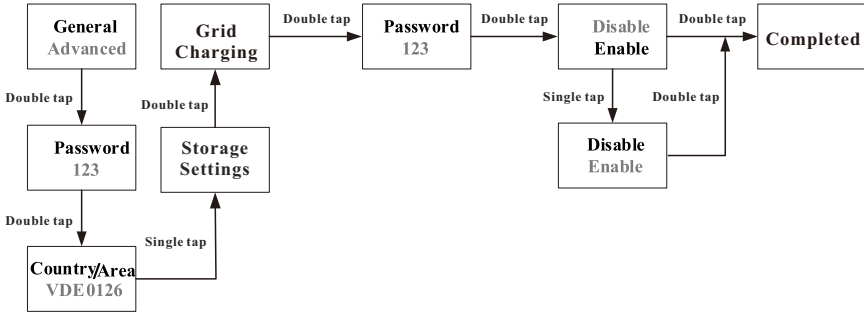 General
Advanced
Double tap
Password
123
Double tap
Country/Area
VDE0126
Single tap
Storage
Settings
Double tap
Grid
Charging
Double tap
Password
123
Double tap
Disable
Enable
Double tap
Completed
Single tap
Double tap
Disable
Enable